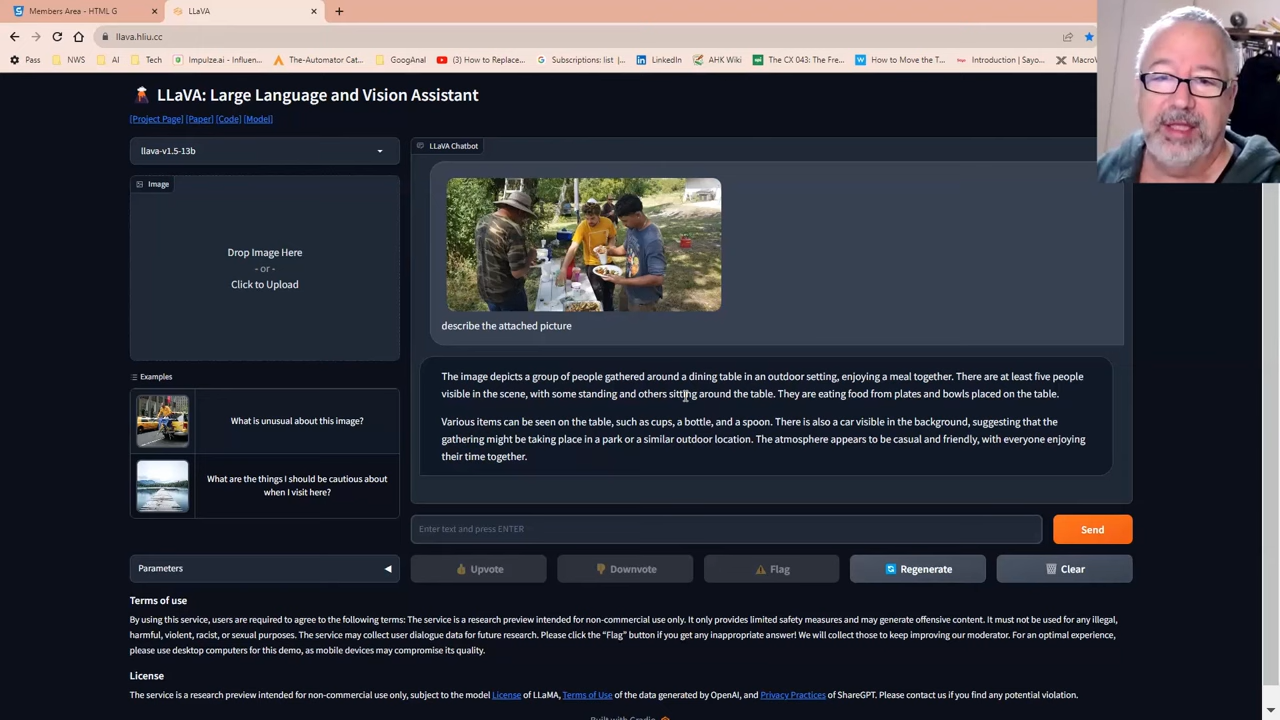 Members Area - HTML G
LLaVA
llava.hliu.cc
Pass
NWS
AI
Tech
Impulze.ai - Influen...
The-Automator Cat...
GoogAnal
(3) How to Replace...
Subscriptions: list |...
LinkedIn
AHK Wiki
The CX 043: The Fre...
How to Move the T...
Introduction | Sayo...
MacroW
LLaVA: Large Language and Vision Assistant
[Project Page] [Paper] [Code] [Model]
llava-v1.5-13b
Image
Drop Image Here
- or -
Click to Upload
Examples
What is unusual about this image?
What are the things I should be cautious about
when I visit here?
Parameters
LLaVA Chatbot
describe the attached picture
The image depicts a group of people gathered around a dining table in an outdoor setting, enjoying a meal together. There are at least five people
visible in the scene, with some standing and others sitting around the table. They are eating food from plates and bowls placed on the table.
Various items can be seen on the table, such as cups, a bottle, and a spoon. There is also a car visible in the background, suggesting that the
gathering might be taking place in a park or a similar outdoor location. The atmosphere appears to be casual and friendly, with everyone enjoying
their time together.
Enter text and press ENTER
Send
Upvote
Downvote
Flag
Regenerate
Clear
Terms of use
By using this service, users are required to agree to the following terms: The service is a research preview intended for non-commercial use only. It only provides limited safety measures and may generate offensive content. It must not be used for any illegal,
harmful, violent, racist, or sexual purposes. The service may collect user dialogue data for future research. Please click the "Flag" button if you get any inappropriate answer! We will collect those to keep improving our moderator. For an optimal experience,
please use desktop computers for this demo, as mobile devices may compromise its quality.
License
The service is a research preview intended for non-commercial use only, subject to the model License of LLaMA, Terms of Use of the data generated by OpenAI, and Privacy Practices of ShareGPT. Please contact us if you find any potential violation.
Built with Gradio